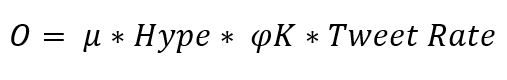 O = μ * Hype * φK * Tweet Rate